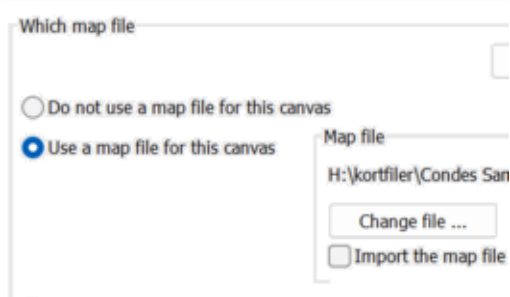 Which map file
Do not use a map file for this canvas
Use a map file for this canvas
Map file
H:\kortfiler\Condes
Change file ...
Import the map file